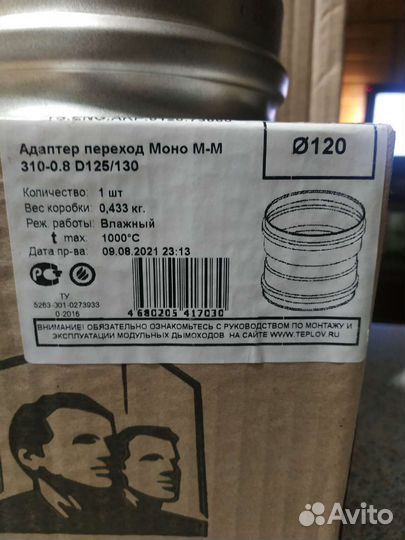 Адаптер переход Моно М-М
310-0.8 D125/130
Ø120
Количество: 1 шт
Вес коробки: 0,433 кг.
Реж. работы: Влажный
t max: 1000°С
Дата пр-ва: 09.08.2021 23:13
ТУ
5263-001-0273933
0-2016
4 680205 417030
ВНИМАНИЕ! ОБЯЗАТЕЛЬНО ОЗНАКОМЬТЕСЬ С РУКОВОДСТВОМ ПО МОНТАЖУ И
ЭКСПЛУАТАЦИИ МОДУЛЬНЫХ ДЫМОХОДОВ НА САЙТЕ WWW.TEPLOV.RU
Avito